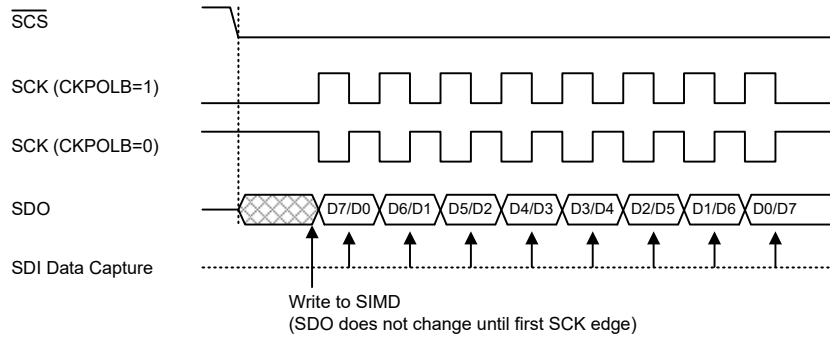 SCS
SCK (CKPOLB=1)
SCK (CKPOLB=0)
SDO
D7/D0 D6/D1 D5/D2 D4/D3 D3/D4 D2/D5 D1/D6 D0/D7
SDI Data Capture
Write to SIMD
(SDO does not change until first SCK edge)